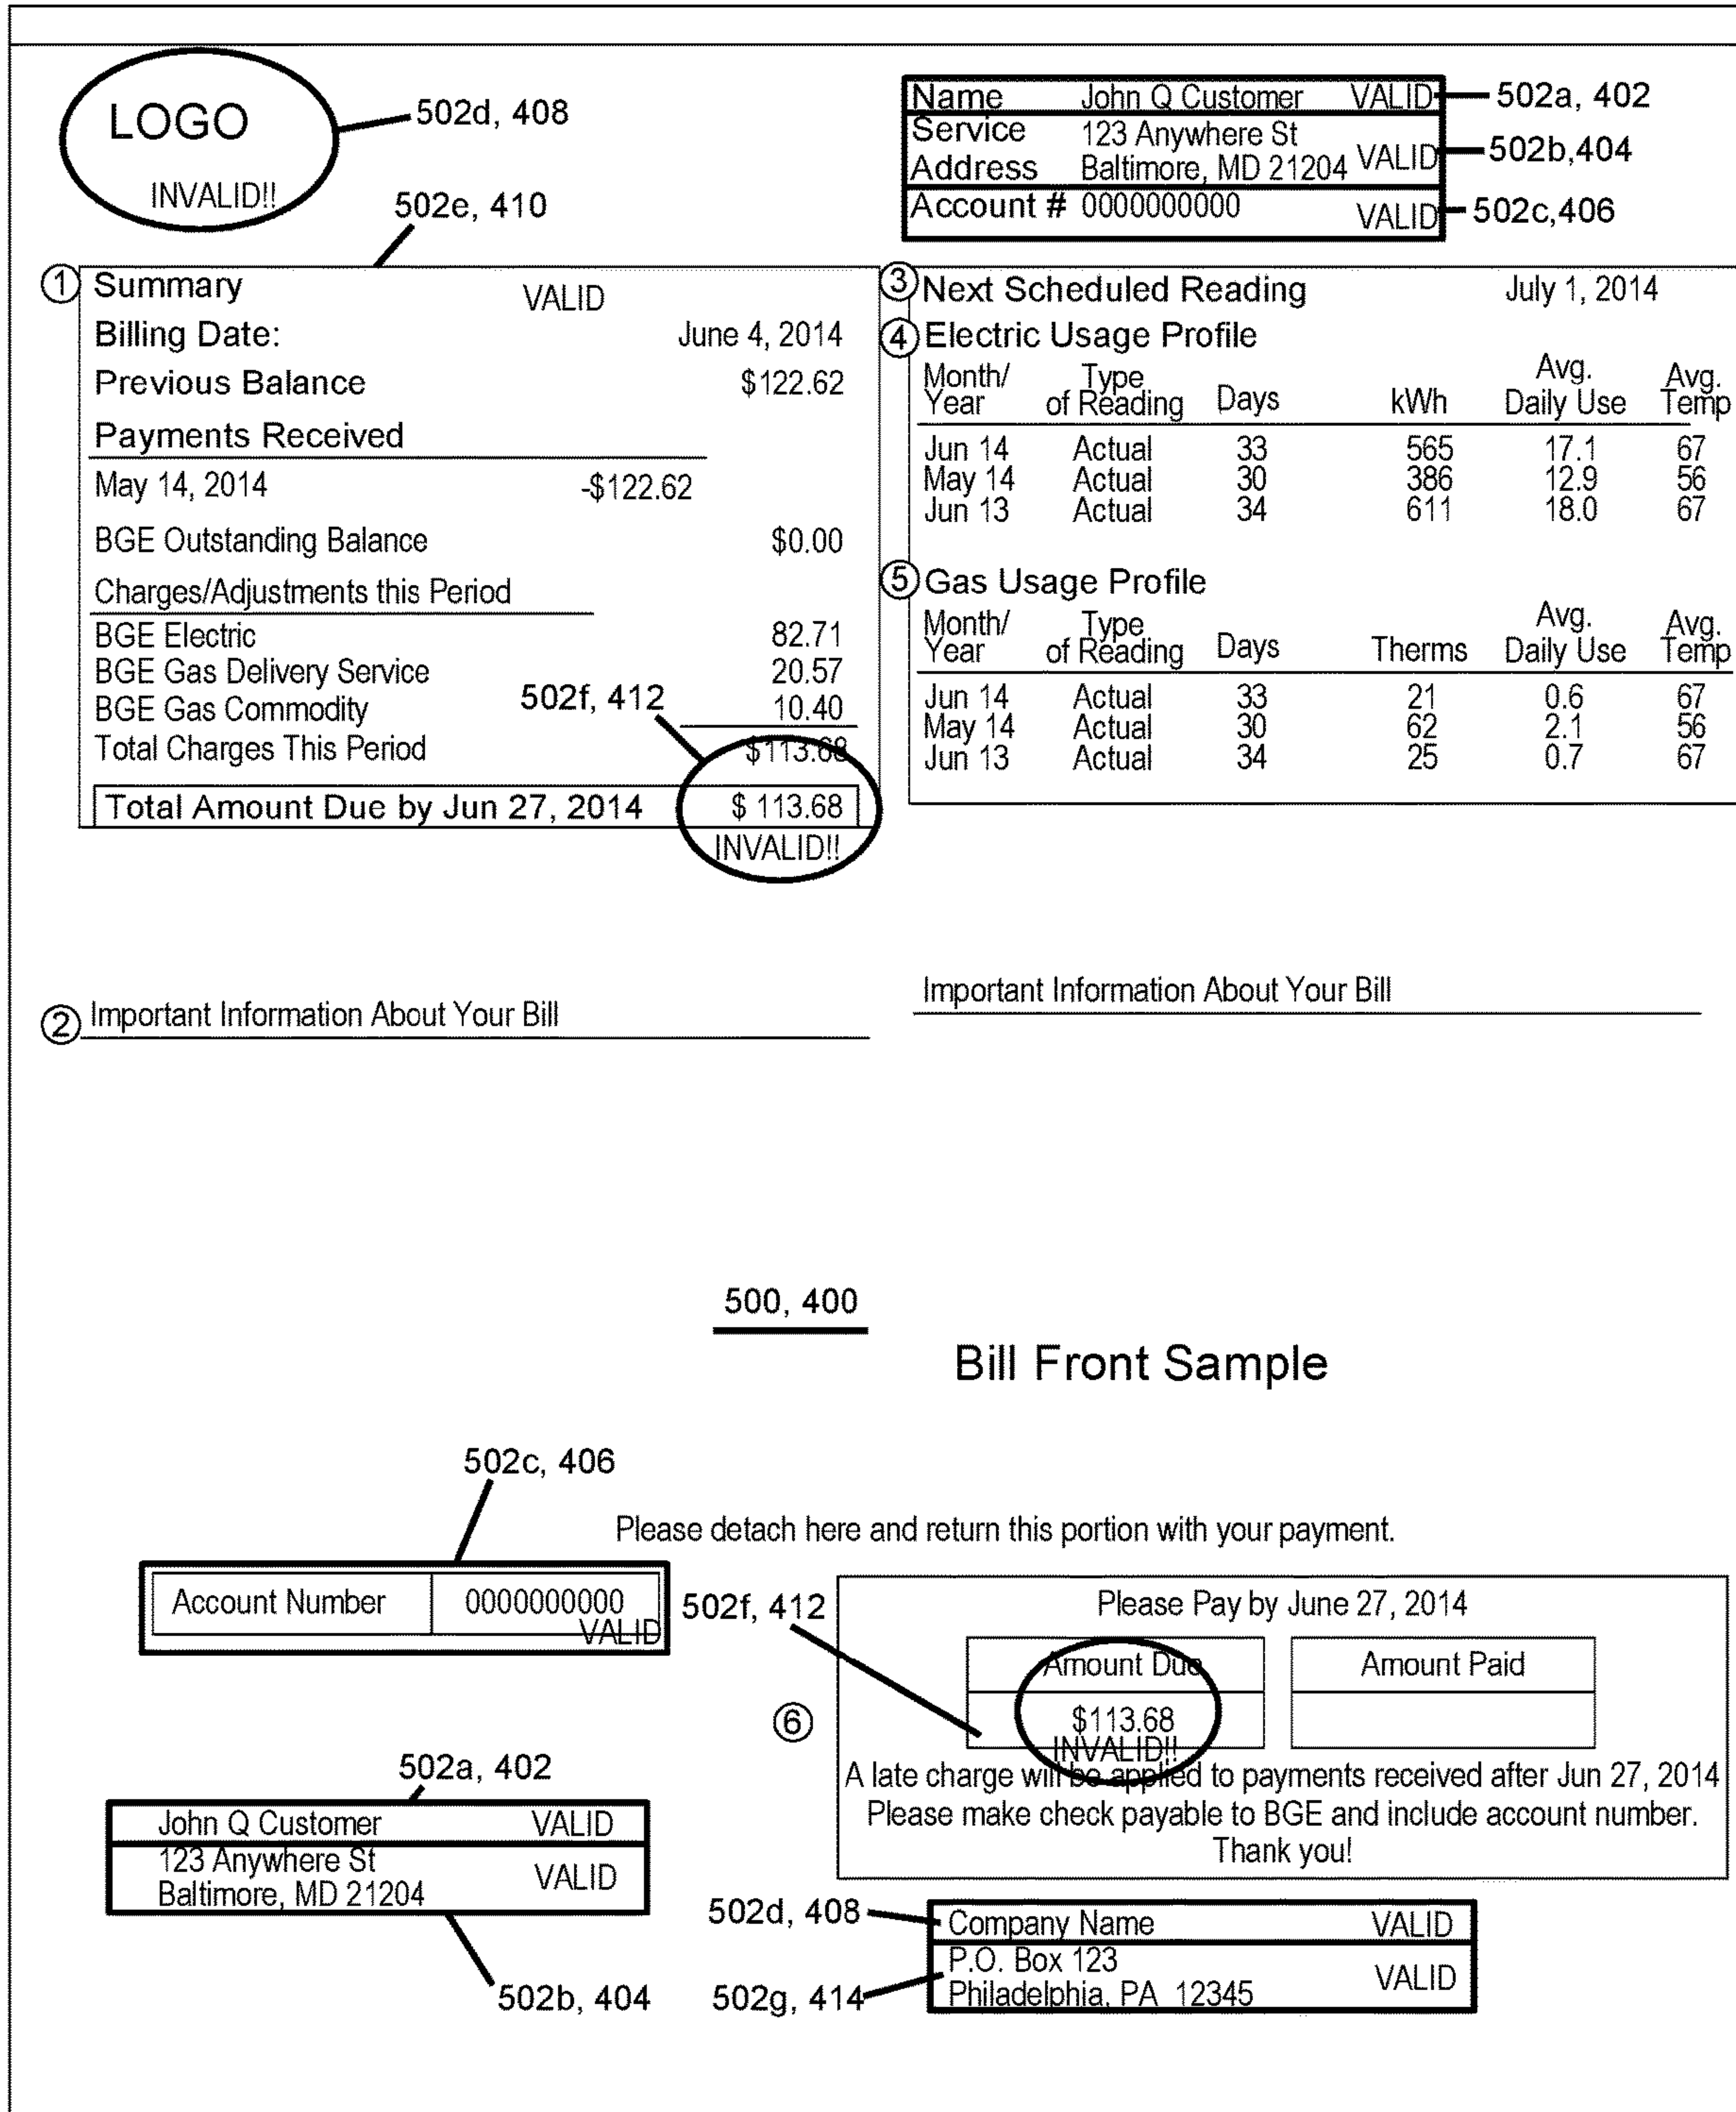 LOGO
INVALID!!
502d, 408
502e, 410
Name John Q Customer VALID
502a, 402
Service Address 123 Anywhere St
Baltimore, MD 21204 VALID
502b,404
Account # 0000000000 VALID
502c,406
① Summary VALID
Billing Date: June 4, 2014
Previous Balance $122.62
Payments Received
May 14, 2014 -$122.62
BGE Outstanding Balance $0.00
Charges/Adjustments this Period
BGE Electric 82.71
BGE Gas Delivery Service 20.57
BGE Gas Commodity 10.40
502f, 412
Total Charges This Period $113.68
Total Amount Due by Jun 27, 2014 $ 113.68
INVALID!!
③ Next Scheduled Reading July 1, 2014
④ Electric Usage Profile
Month/Year Type of Reading Days kWh Avg. Daily Use Avg. Temp
Jun 14 Actual 33 565 17.1 67
May 14 Actual 30 386 12.9 56
Jun 13 Actual 34 611 18.0 67
⑤ Gas Usage Profile
Month/Year Type of Reading Days Therms Avg. Daily Use Avg. Temp
Jun 14 Actual 33 21 0.6 67
May 14 Actual 30 62 2.1 56
Jun 13 Actual 34 25 0.7 67
② Important Information About Your Bill
Important Information About Your Bill
500, 400
Bill Front Sample
502c, 406
Please detach here and return this portion with your payment.
Account Number 0000000000
VALID
502f, 412
Please Pay by June 27, 2014
Amount Due Amount Paid
⑥
$113.68
INVALID!!
A late charge will be applied to payments received after Jun 27, 2014
Please make check payable to BGE and include account number.
Thank you!
502a, 402
John Q Customer VALID
123 Anywhere St
Baltimore, MD 21204 VALID
502b, 404
502d, 408
Company Name VALID
P.O. Box 123
Philadelphia, PA 12345 VALID
502g, 414